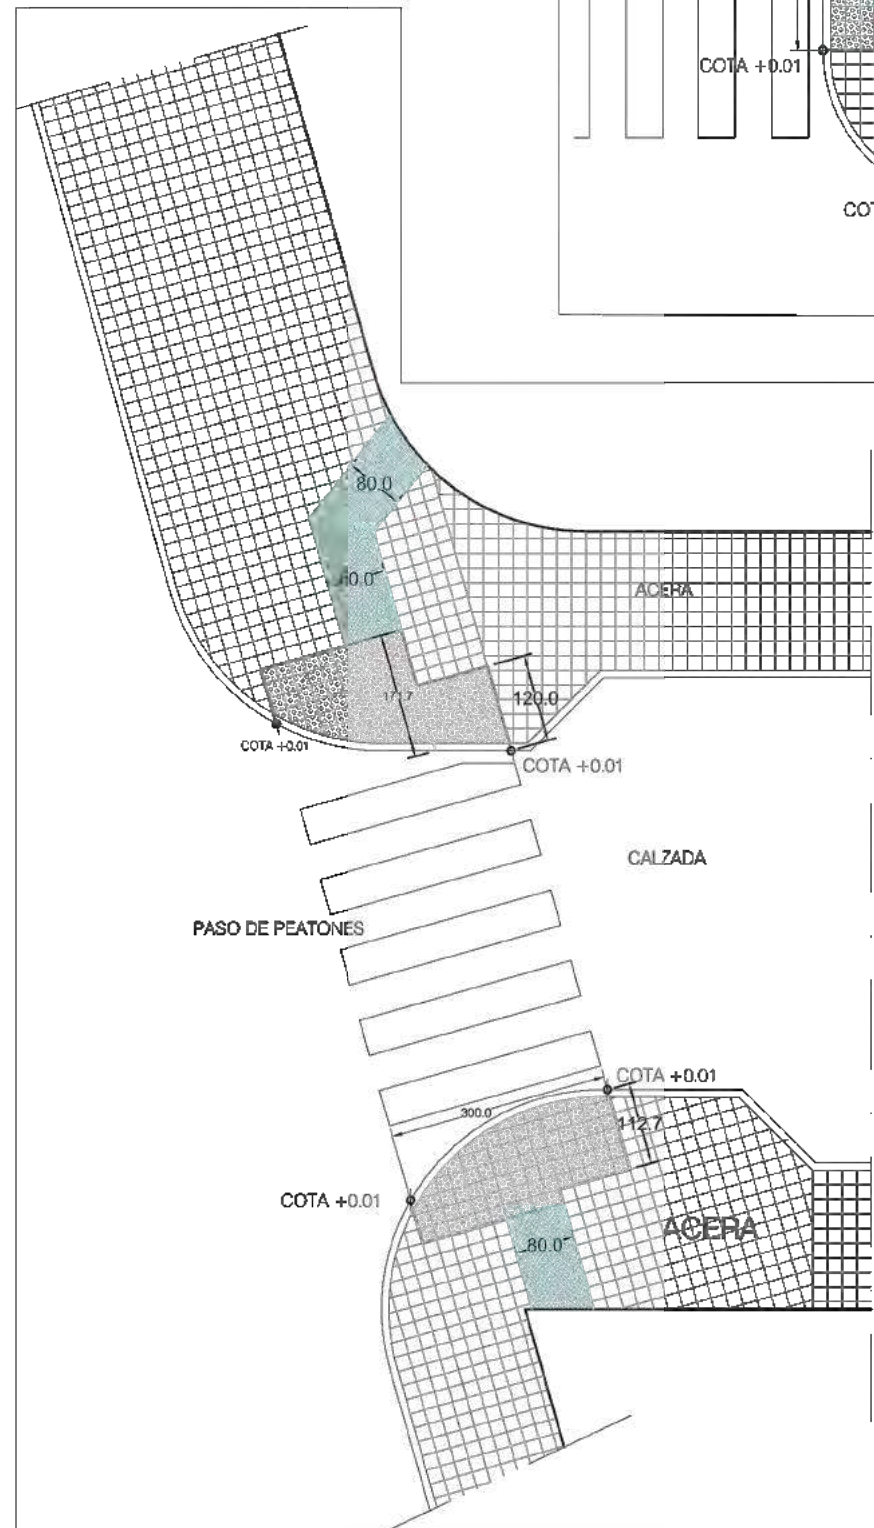 COTA +0.01
80.0
ACERA
120.0
COTA +0.01
COTA +0.01
CALZADA
PASO DE PEATONES
COTA +0.01
300.0
112.7
COTA +0.01
ACERA
80.0